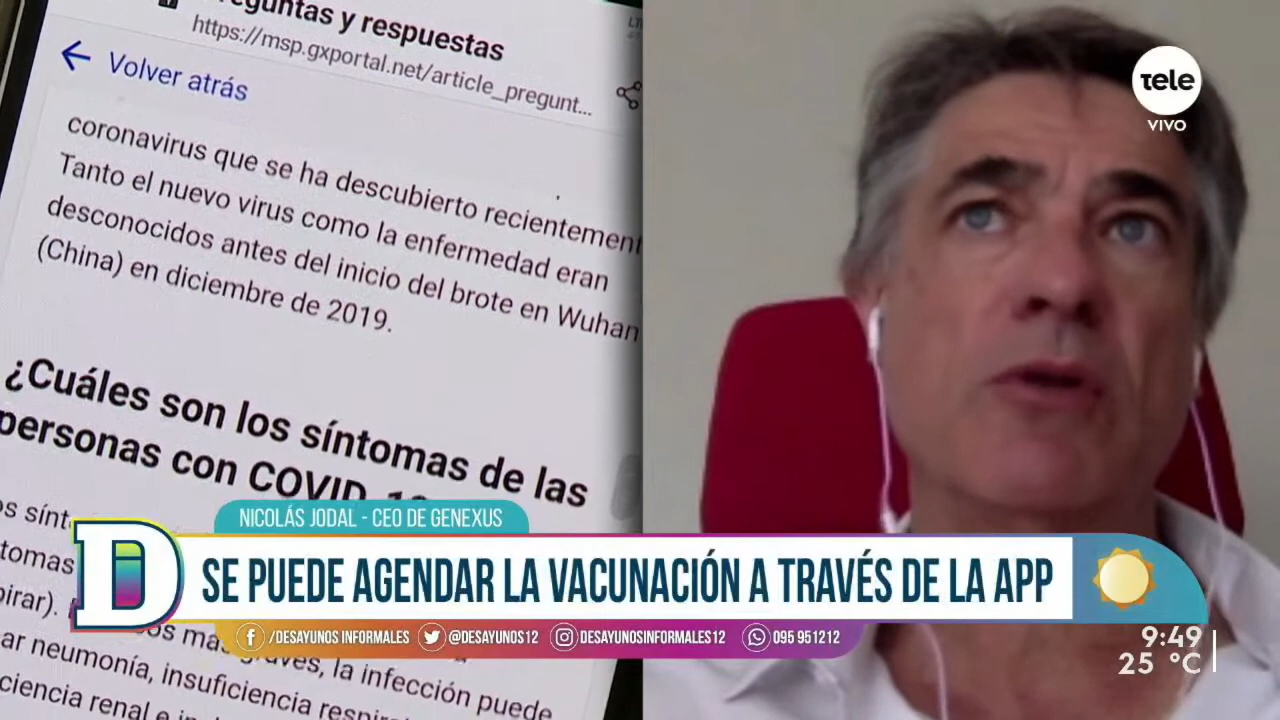 y respuestas
https://msp.gxportal.net/article_pregunt...
Volver atrás
coronavirus que se ha descubierto
Tanto el nuevo virus como la enfermedad eran
desconocidos antes del inicio del brote en Wuhan
(China) en diciembre de 2019.
¿Cuáles son los síntomas de las
personas con COVID
tele
VIVO
NICOLÁS JODAL - CEO DE GENEXUS
D
SE PUEDE AGENDAR LA VACUNACIÓN A TRAVÉS DE LA APP
/DESAYUNOS INFORMALES @DESAYUNOS12 DESAYUNOSINFORMALES12 095 951212
la infección puede
neumonía, insuficiencia
renal
9:49
25 °C